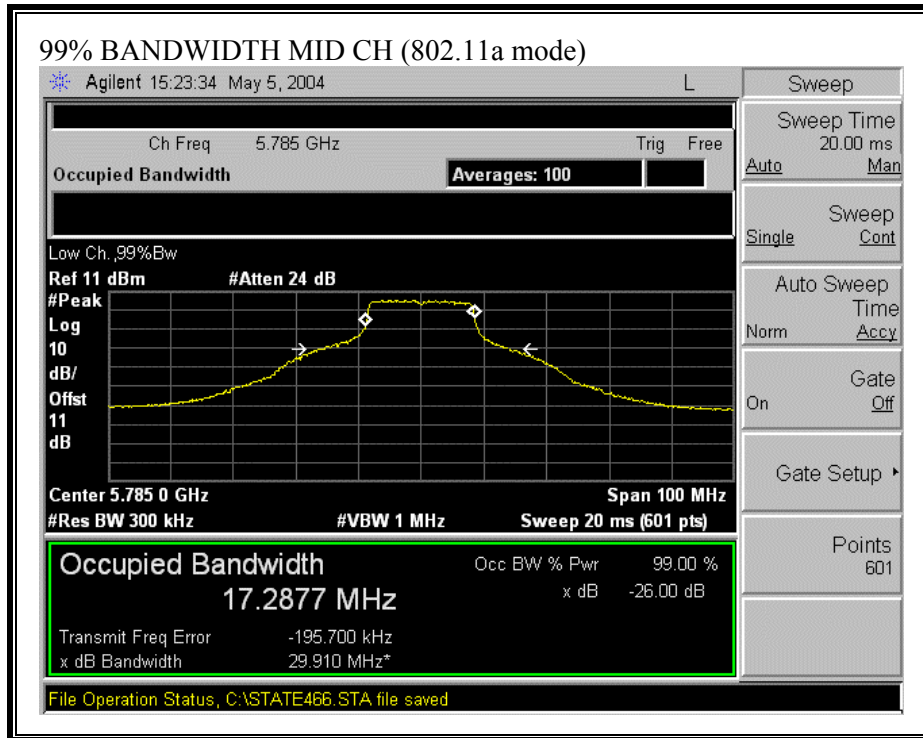 99% BANDWIDTH MID CH (802.11a mode)
Agilent 15:23:34 May 5, 2004 L
Ch Freq 5.785 GHz Trig Free
Occupied Bandwidth Averages: 100
Low Ch.,99%Bw
Ref 11 dBm #Atten 24 dB
#Peak
Log
10
dB/
Offst
11
dB
Center 5.785 0 GHz Span 100 MHz
#Res BW 300 kHz #VBW 1 MHz Sweep 20 ms (601 pts)
Occupied Bandwidth Occ BW % Pwr 99.00 %
17.2877 MHz x dB -26.00 dB
Transmit Freq Error -195.700 kHz
x dB Bandwidth 29.910 MHz*
File Operation Status, C:\STATE466.STA file saved
Sweep
Sweep Time
20.00 ms
Auto Man
Sweep
Single Cont
Auto Sweep
Time
Norm Accy
Gate
On Off
Gate Setup
Points
601